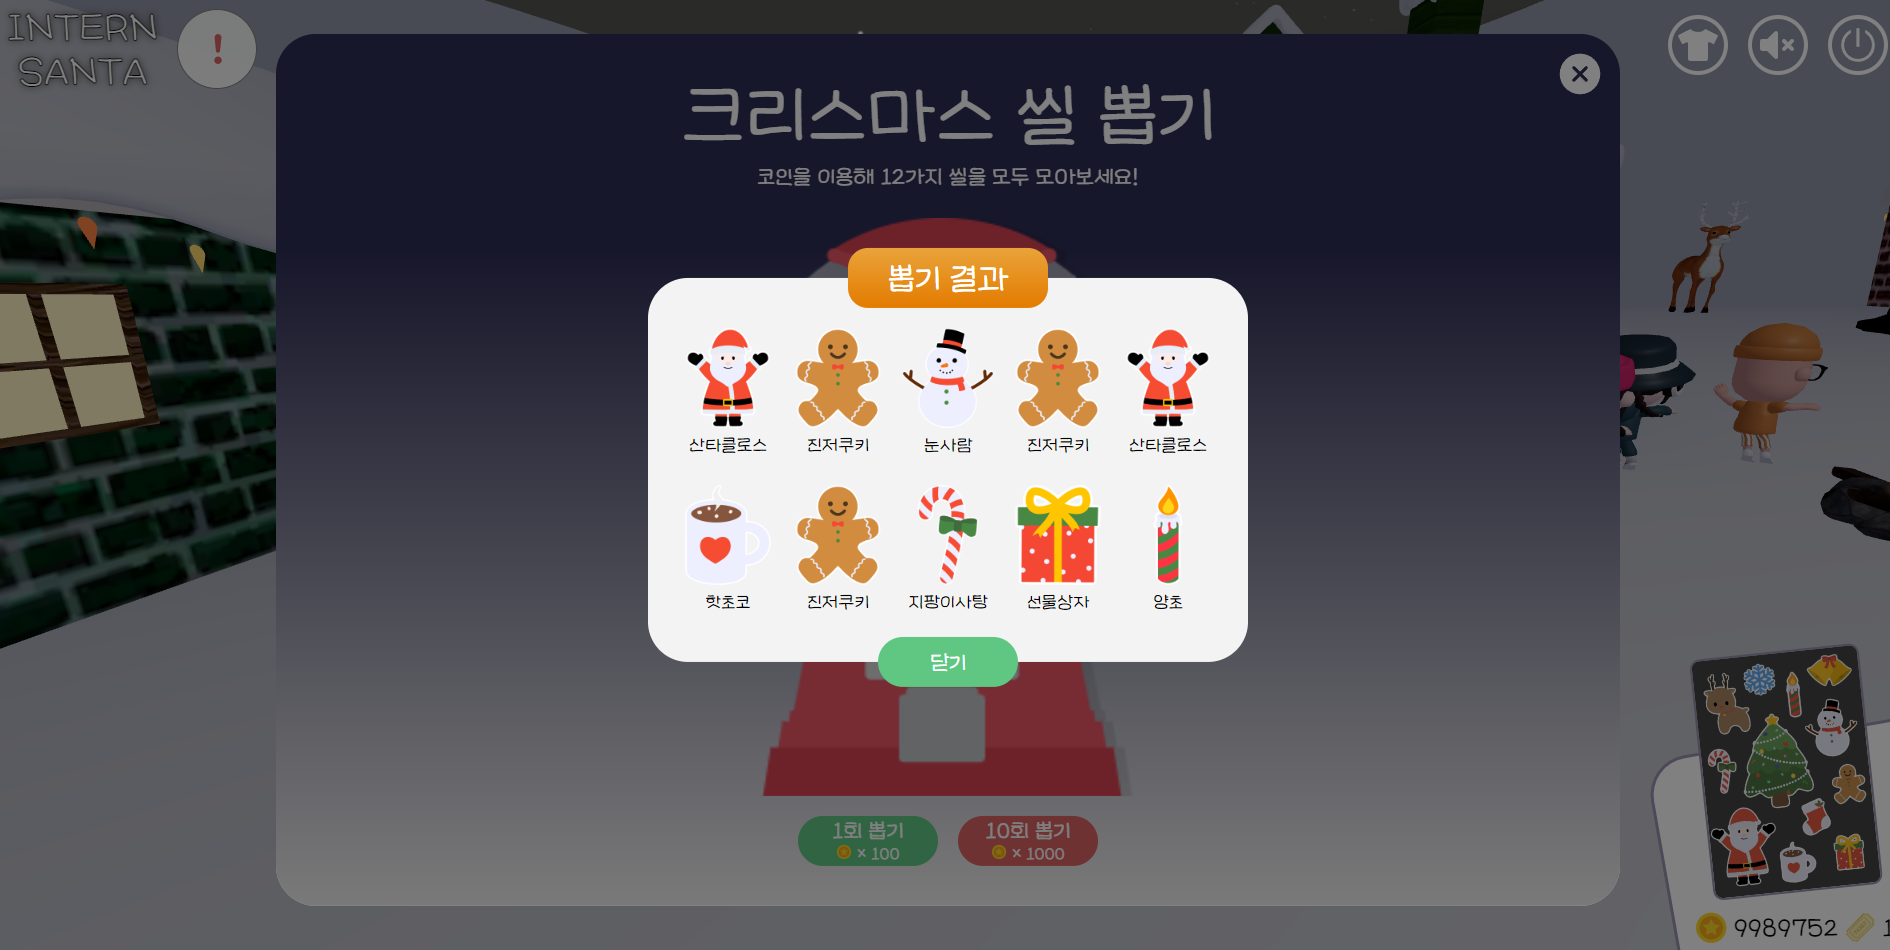 INTERN
SANTA
!
크리스마스 씰 뽑기
코인을 이용해 12가지 씰을 모두 모아보세요!
뽑기 결과
산타클로스 진저쿠키 눈사람 진저쿠키 산타클로스
핫초코 진저쿠키 지팡이사탕 선물상자 양초
닫기
1회 뽑기 10회 뽑기
x 100 x 1000
9989752